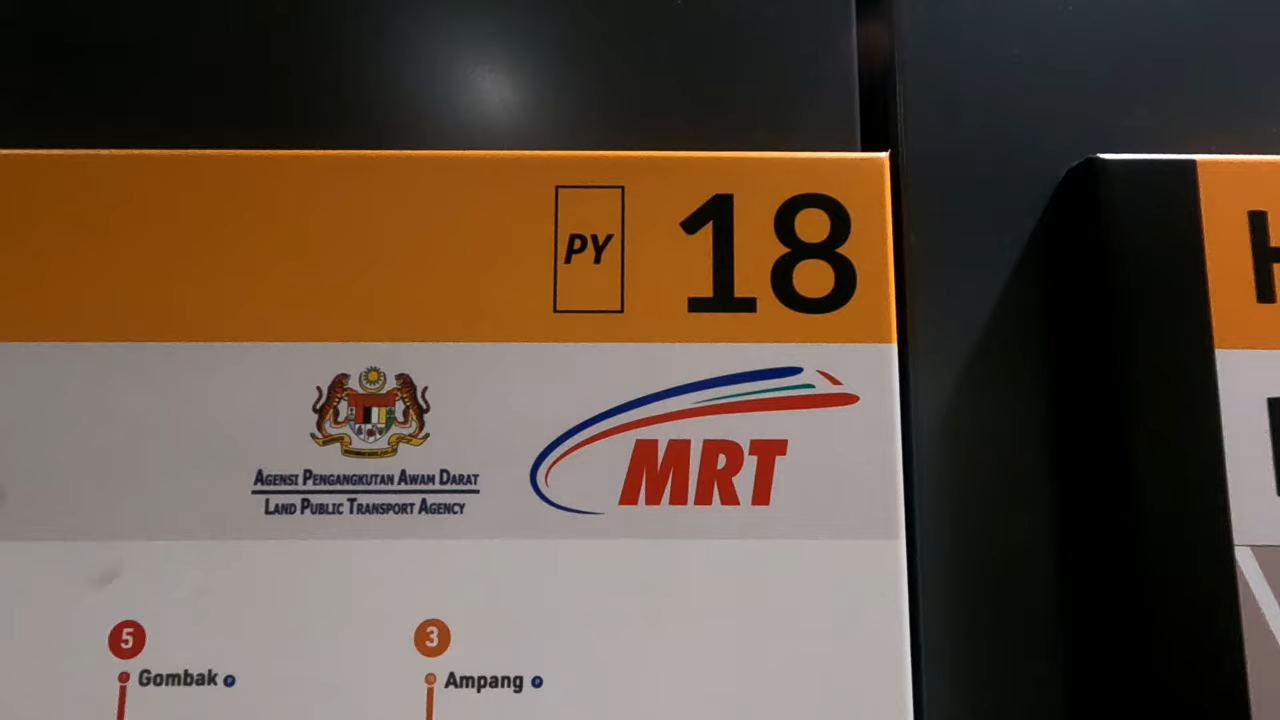 PY 18
AGENSI PENGANGKUTAN AWAM DARAT
LAND PUBLIC TRANSPORT AGENCY
MRT
5
Gombak
3
Ampang